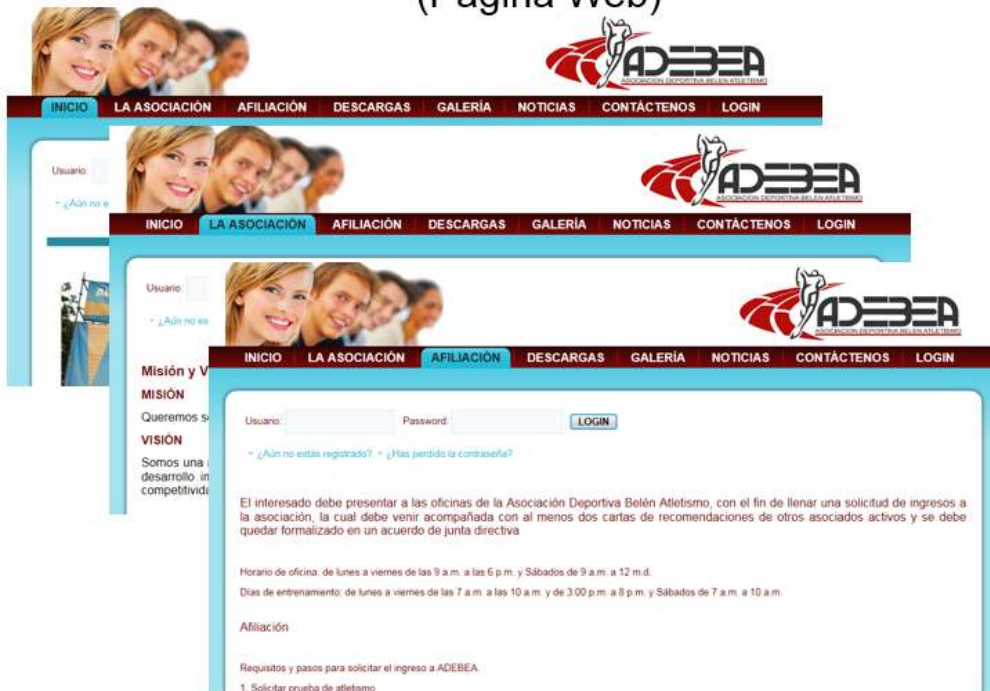 (Página Web)
ADEBEA
ASOCIACION DEPORTIVA BELEN ATLETISMO
INICIO LA ASOCIACIÓN AFILIACIÓN DESCARGAS GALERÍA NOTICIAS CONTÁCTENOS LOGIN
Usuario:
¿Aún no e
ADEBEA
ASOCIACION DEPORTIVA BELEN ATLETISMO
INICIO LA ASOCIACIÓN AFILIACIÓN DESCARGAS GALERÍA NOTICIAS CONTÁCTENOS LOGIN
Usuario:
¿Aún no es
Misión y V
MISIÓN
Queremos s
VISIÓN
Somos una
desarrollo in
competitivida
ADEBEA
ASOCIACION DEPORTIVA BELEN ATLETISMO
INICIO LA ASOCIACIÓN AFILIACIÓN DESCARGAS GALERÍA NOTICIAS CONTÁCTENOS LOGIN
Usuario: Password: LOGIN
¿Aún no estás registrado? ¿Has perdido la contraseña?
El interesado debe presentar a las oficinas de la Asociación Deportiva Belén Atletismo, con el fin de llenar una solicitud de ingresos a
la asociación, la cual debe venir acompañada con al menos dos cartas de recomendaciones de otros asociados activos y se debe
quedar formalizado en un acuerdo de junta directiva
Horario de oficina: de lunes a viernes de las 9 a.m. a las 6 p.m. y Sábados de 9 a.m. a 12 m.d.
Días de entrenamiento: de lunes a viernes de las 7 a.m. a las 10 a.m. y de 3:00 p.m. a 8 p.m. y Sábados de 7 a.m. a 10 a.m.
Afiliación
Requisitos y pasos para solicitar el ingreso a ADEBEA.
1. Solicitar prueba de atletismo